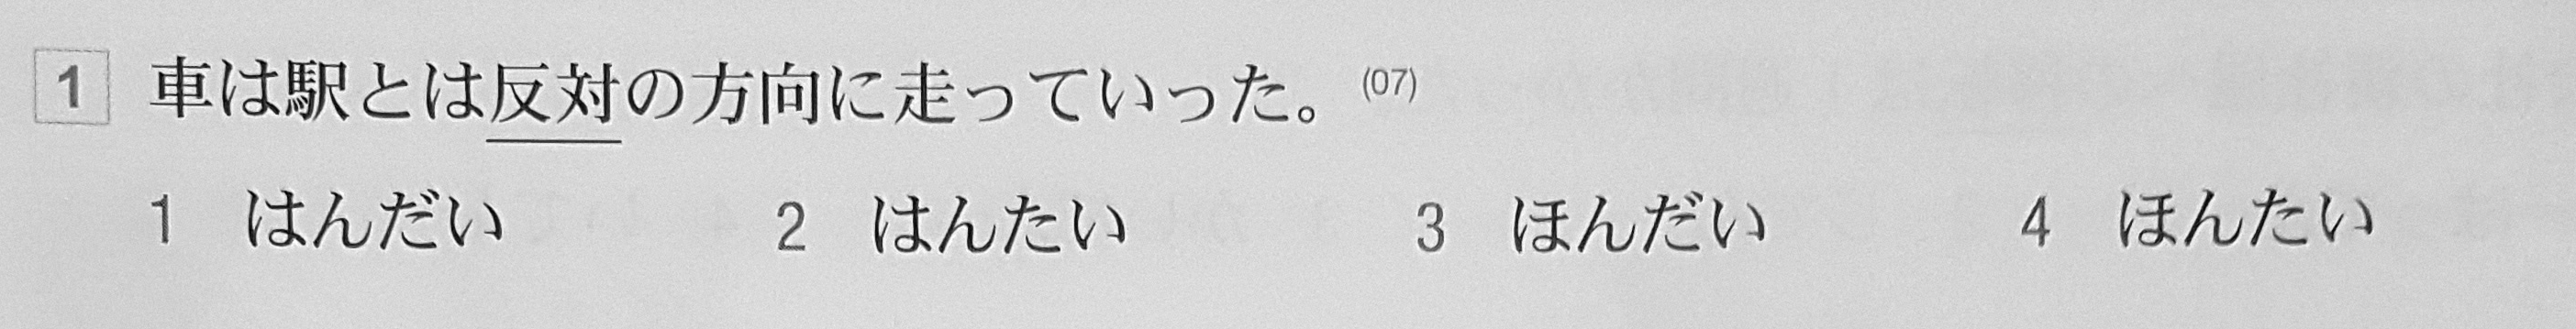 1 車は駅とは反対の方向に走っていった。(07)
1 はんだい 2 はんたい 3 ほんだい 4 ほんたい